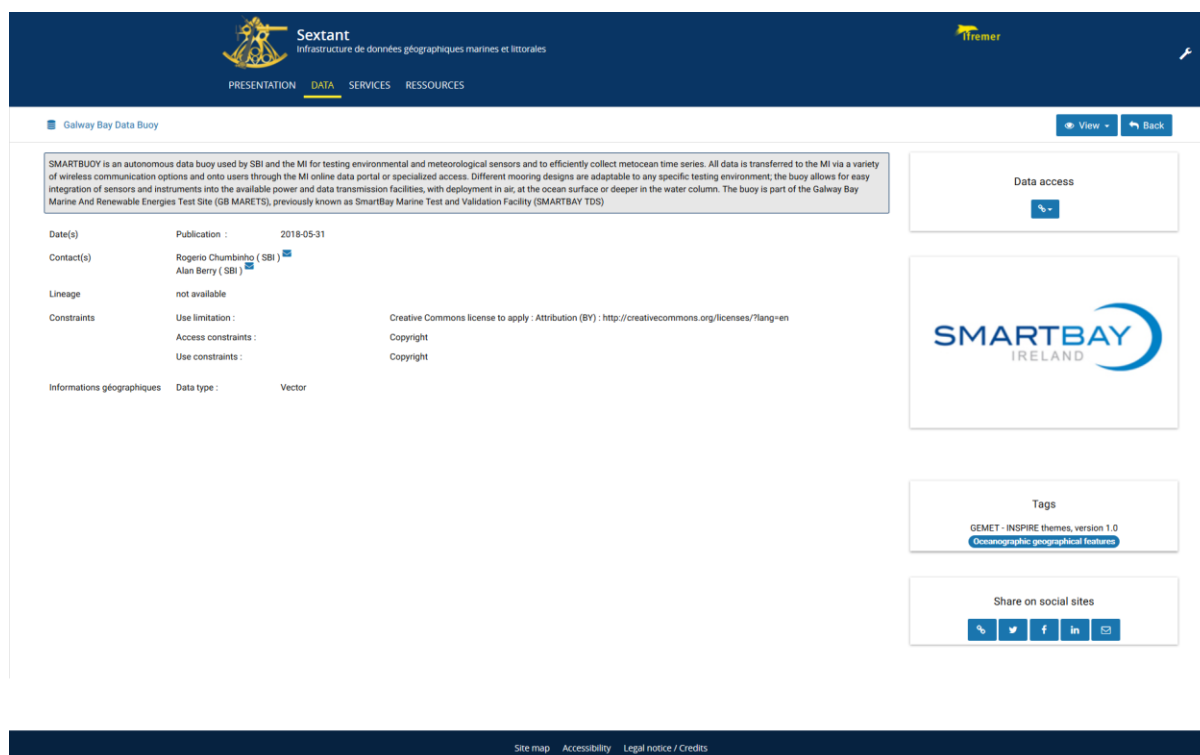 Sextant
Infrastructure de données géographiques marines et littorales
Ifremer
PRESENTATION DATA SERVICES RESSOURCES
Galway Bay Data Buoy
View
Back
SMARTBUOY is an autonomous data buoy used by SBI and the MI for testing environmental and meteorological sensors and to efficiently collect metocean time series. All data is transferred to the MI via a variety
of wireless communication options and onto users through the MI online data portal or specialized access. Different mooring designs are adaptable to any specific testing environment; the buoy allows for easy
integration of sensors and instruments into the available power and data transmission facilities, with deployment in air, at the ocean surface or deeper in the water column. The buoy is part of the Galway Bay
Marine And Renewable Energies Test Site (GB MARETS), previously known as SmartBay Marine Test and Validation Facility (SMARTBAY TDS)
Date(s) Publication : 2018-05-31
Contact(s) Rogerio Chumbinho ( SBI )
Alan Berry ( SBI )
Lineage not available
Constraints Use limitation : Creative Commons license to apply : Attribution (BY) : http://creativecommons.org/licenses/?lang=en
Access constraints : Copyright
Use constraints : Copyright
Informations géographiques Data type : Vector
Data access
SMARTBAY
IRELAND
Tags
GEMET - INSPIRE themes, version 1.0
Oceanographic geographical features
Share on social sites
Site map Accessibility Legal notice / Credits